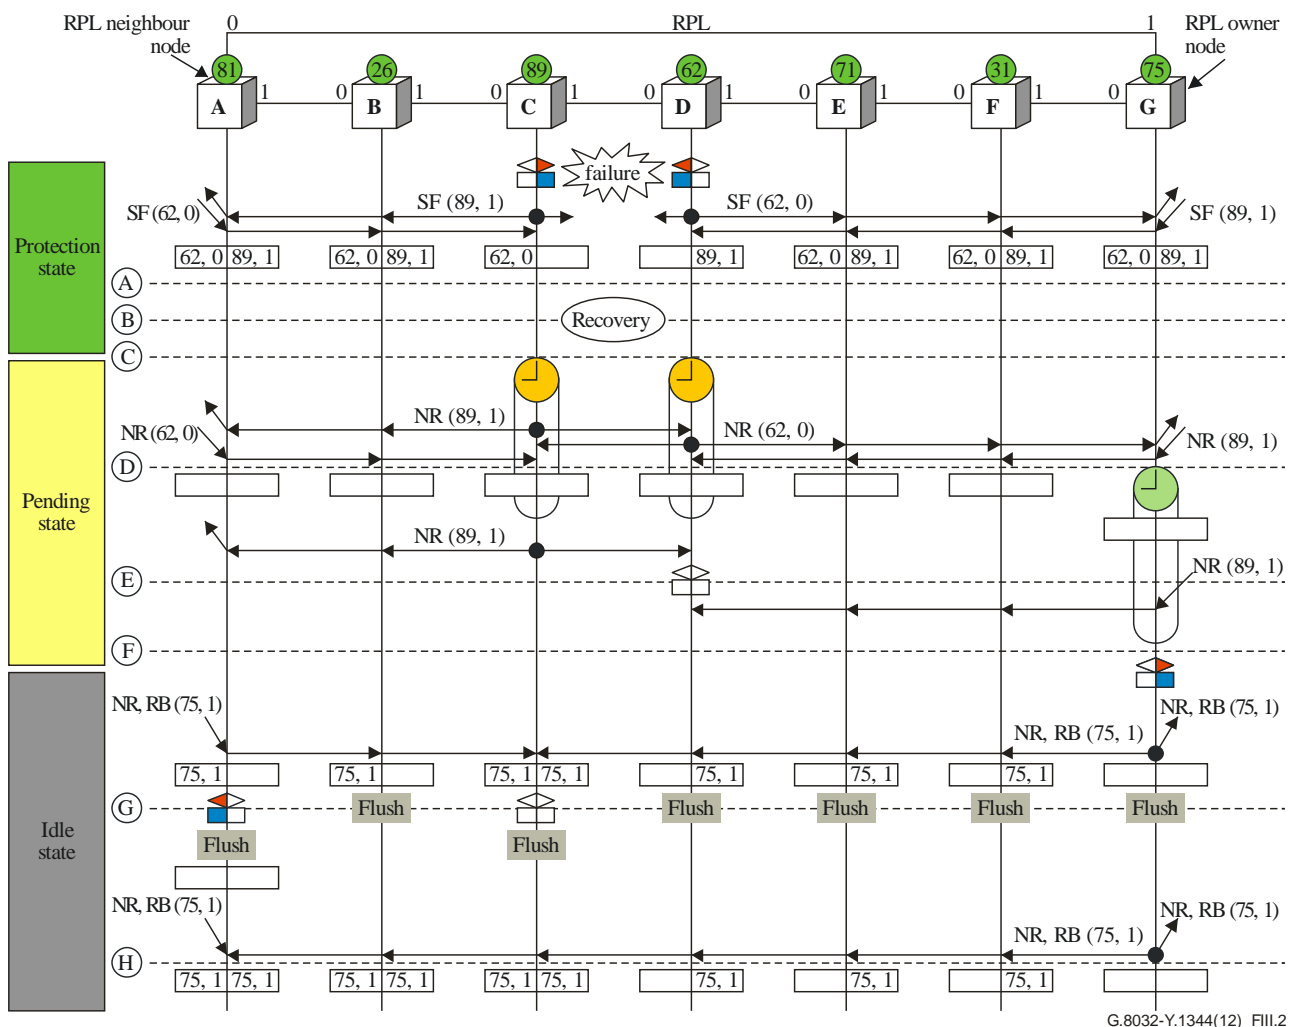 RPL neighbour
node
0
RPL
1
RPL owner
node
81 26 89 62 71 31 75
A 1 0 B 1 0 C 1 0 D 1 0 E 1 0 F 1 0 G
failure
SF (62, 0)
SF (89, 1)
SF (62, 0)
SF (89, 1)
Protection
state
62, 0 89, 1
62, 0 89, 1
62, 0
89, 1
62, 0 89, 1
62, 0 89, 1
62, 0 89, 1
A
B
Recovery
C
NR (89, 1)
NR (62, 0)
NR (62, 0)
NR (89, 1)
D
Pending
state
NR (89, 1)
E
NR (89, 1)
F
NR, RB (75, 1)
NR, RB (75, 1)
NR, RB (75, 1)
75, 1
75, 1
75, 1 75, 1
75, 1
75, 1
75, 1
G
Flush
Flush
Flush
Flush
Flush
Idle
state
Flush
Flush
NR, RB (75, 1)
NR, RB (75, 1)
NR, RB (75, 1)
H
75, 1 75, 1
75, 1 75, 1
75, 1 75, 1
75, 1
75, 1
75, 1
G.8032-Y.1344(12)_FIII.2